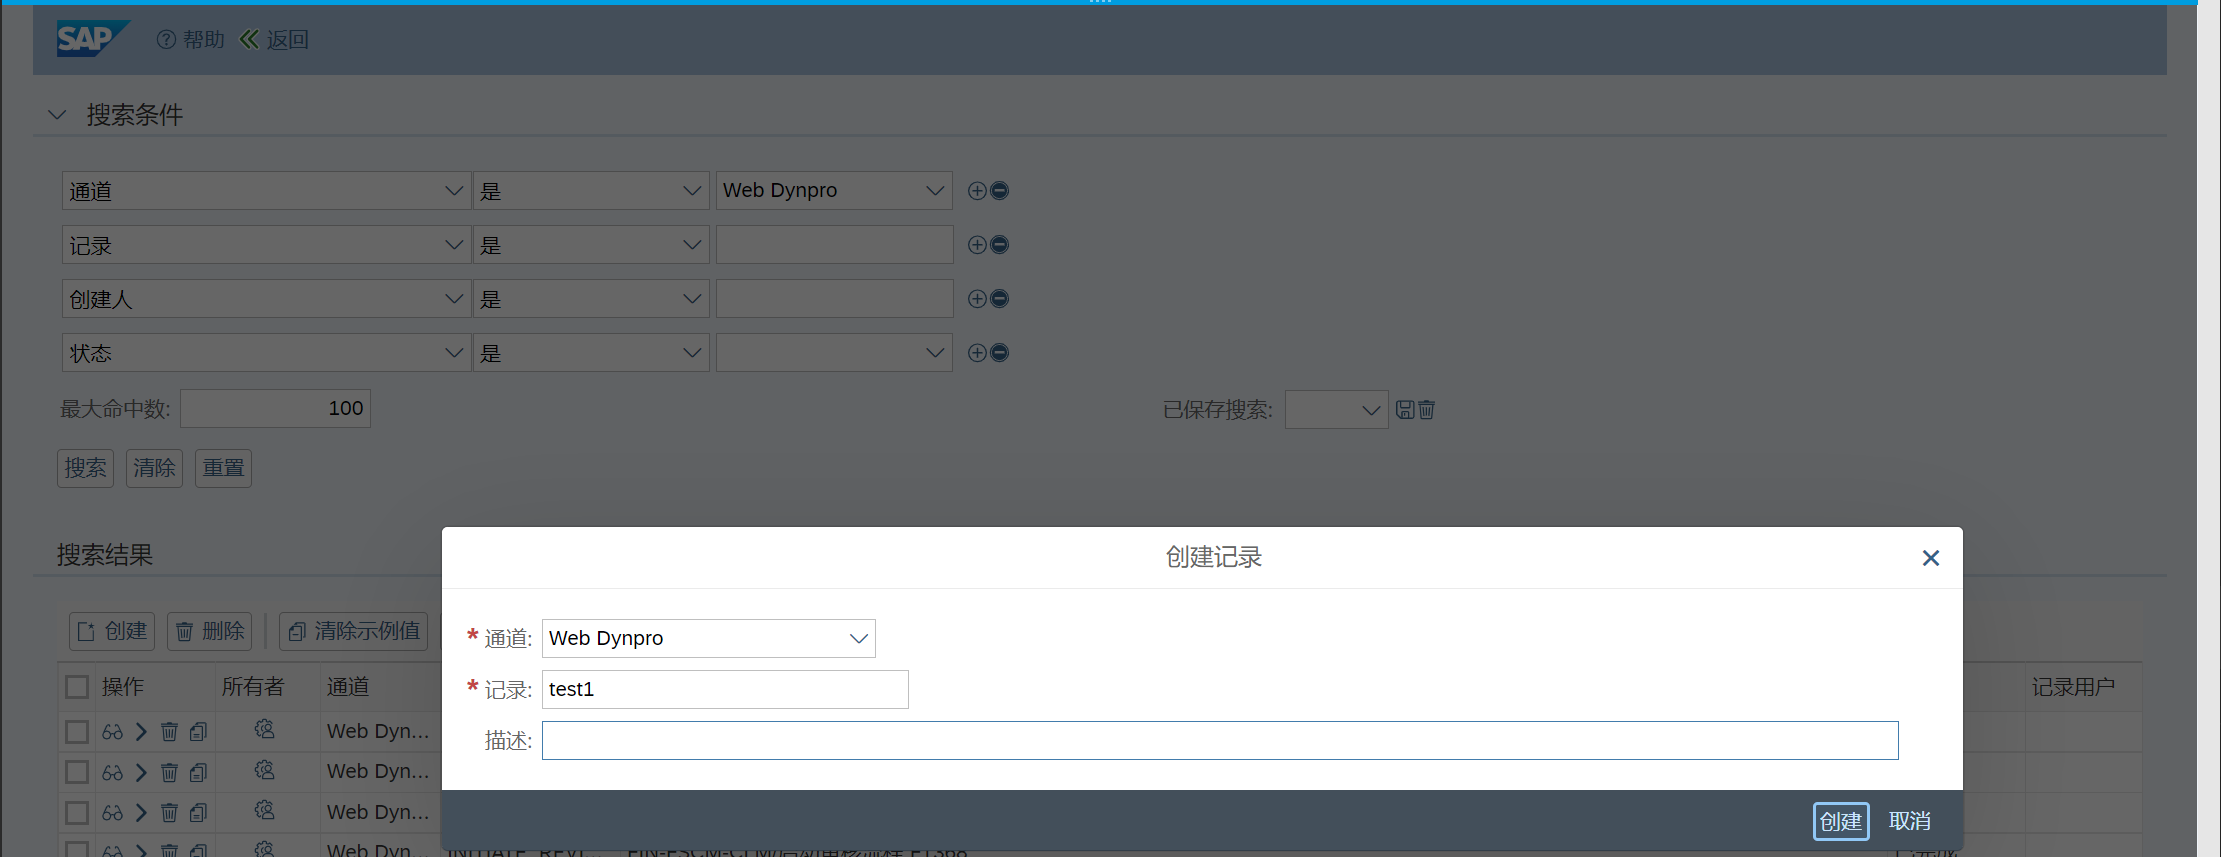 SAP 帮助 返回
搜索条件
通道 是 Web Dynpro
记录 是
创建人 是
状态 是
最大命中数: 100 已保存搜索:
搜索 清除 重置
搜索结果
创建 删除 清除示例值
操作 所有者 通道 记录用户
Web Dyn...
Web Dyn...
Web Dyn...
Web Dyn...
创建记录
* 通道: Web Dynpro
* 记录: test1
描述:
创建 取消